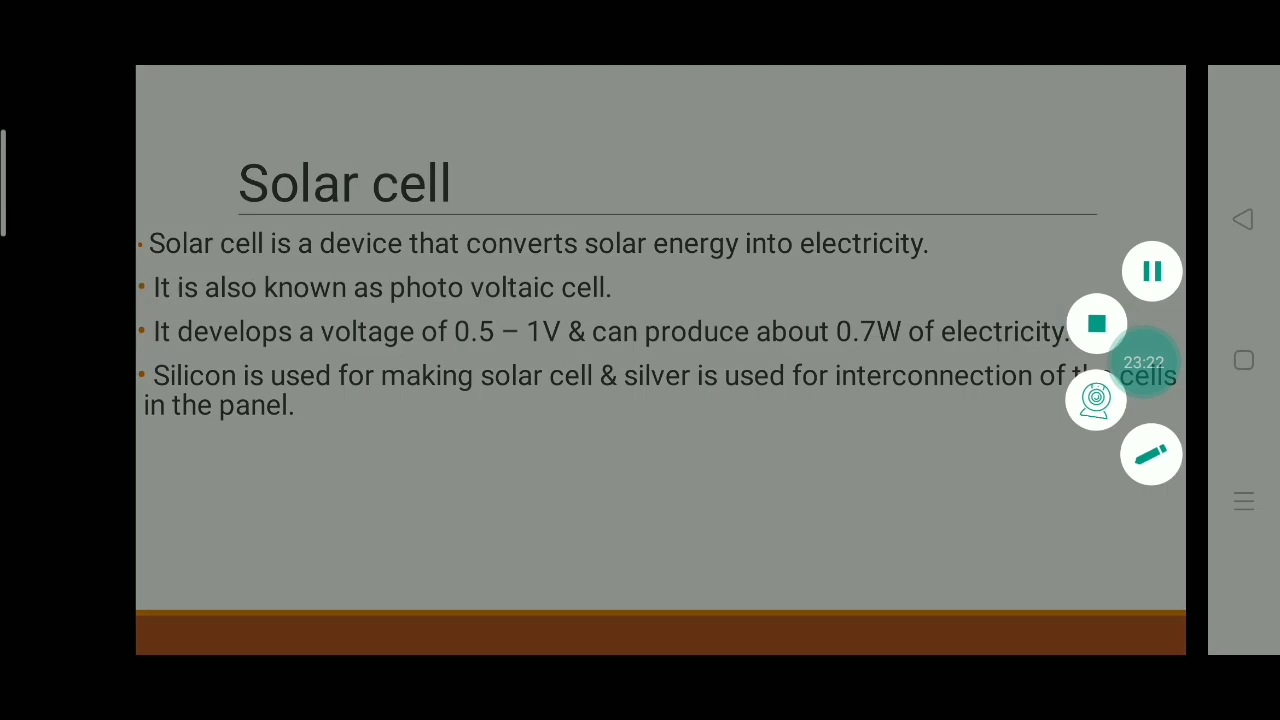 Solar cell
• Solar cell is a device that converts solar energy into electricity.
• It is also known as photo voltaic cell.
• It develops a voltage of 0.5 – 1V & can produce about 0.7W of electricity.
• Silicon is used for making solar cell & silver is used for interconnection of the cells
in the panel.
23:22